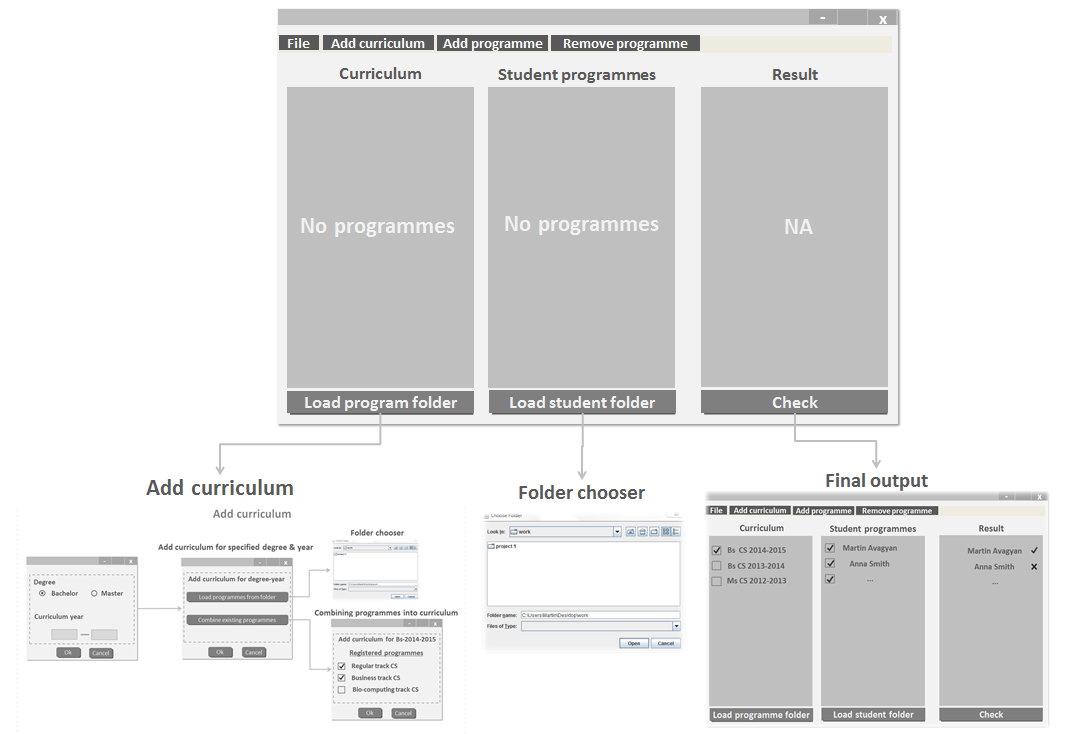 - x
File Add curriculum Add programme Remove programme
Curriculum Student programmes Result
No programmes No programmes NA
Load program folder Load student folder Check
Add curriculum
Add curriculum
Degree
Bachelor Master
Curriculum year
Ok Cancel
Add curriculum for specified degree & year
Add curriculum for degree-year
Load programmes from folder
Combine existing programmes
Ok Cancel
Folder chooser
Combining programmes into curriculum
Add curriculum for Bs-2014-2015
Registered programmes
Regular track CS
Business track CS
Bio-computing track CS
Ok Cancel
Folder chooser
Choose Folder
Look In: work
project 1
Folder name: C:\Users\Martin\Desktop\work
Files of Type:
Open Cancel
Final output
- x
File Add curriculum Add programme Remove programme
Curriculum Student programmes Result
Bs CS 2014-2015 Martin Avagyan Martin Avagyan
Bs CS 2013-2014 Anna Smith Anna Smith
Ms CS 2012-2013 ... ...
Load programme folder Load student folder Check